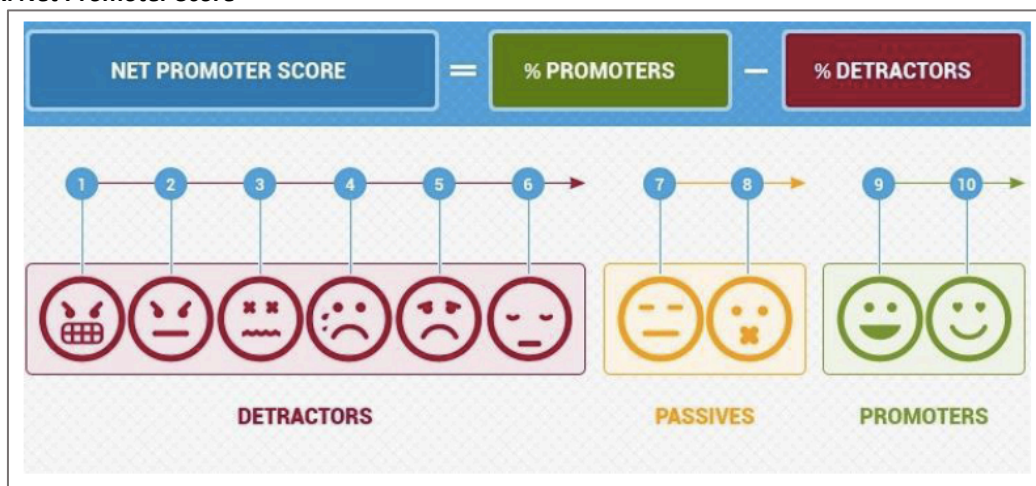 NET PROMOTER SCORE = % PROMOTERS – % DETRACTORS
1 2 3 4 5 6 7 8 9 10
DETRACTORS PASSIVES PROMOTERS